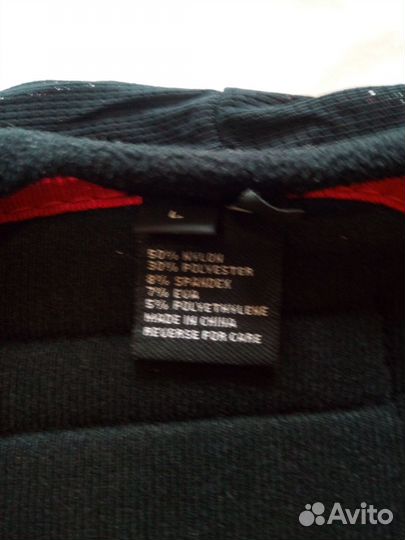 L
50% NYLON
30% POLYESTER
8% SPANDEX
7% EVA
5% POLYETHYLENE
MADE IN CHINA
REVERSE FOR CARE
Avito